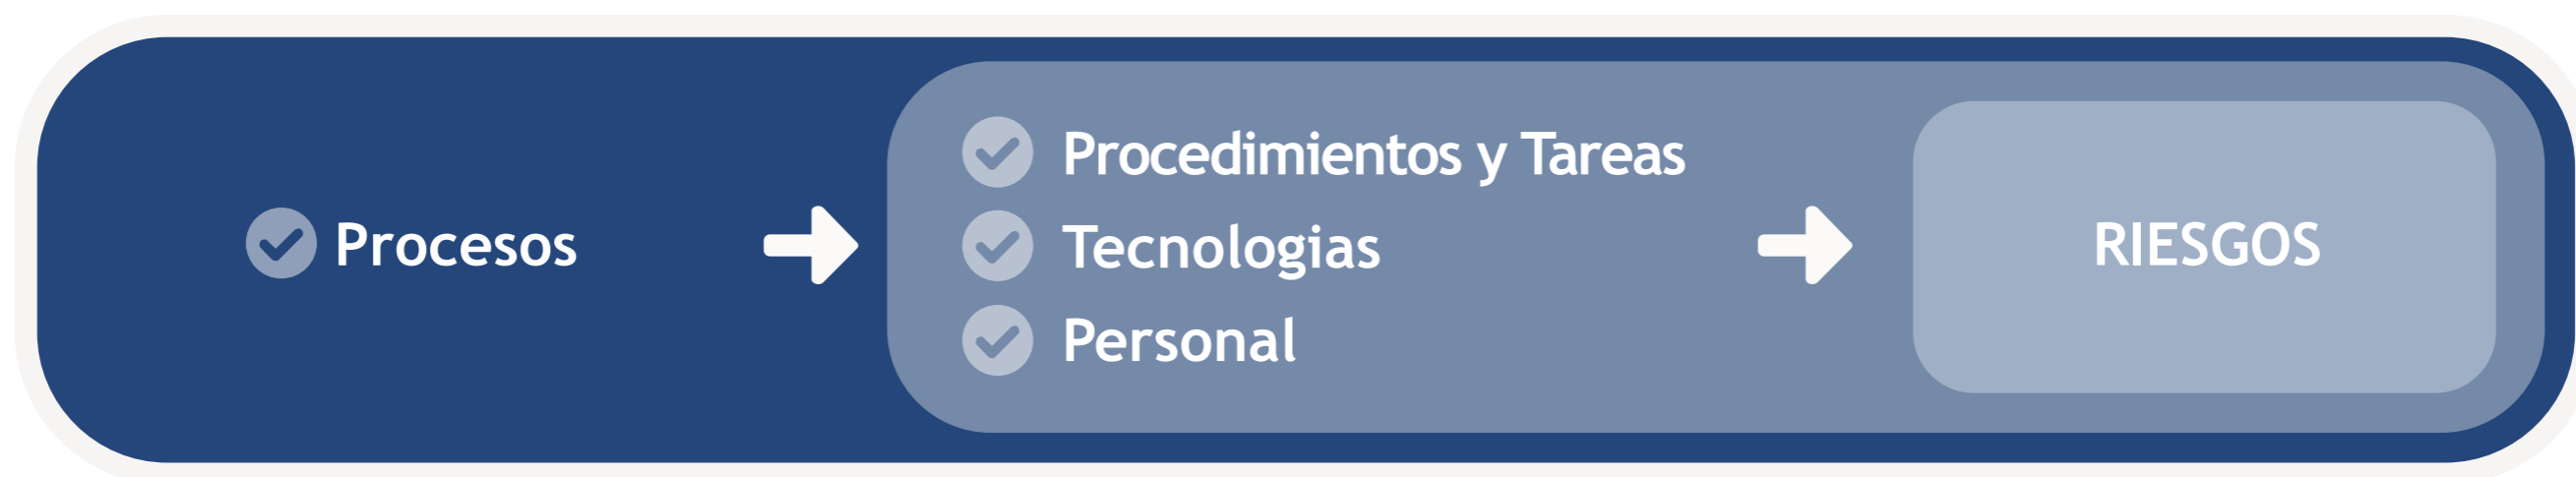 Procesos
Procedimientos y Tareas
Tecnologias
Personal
RIESGOS